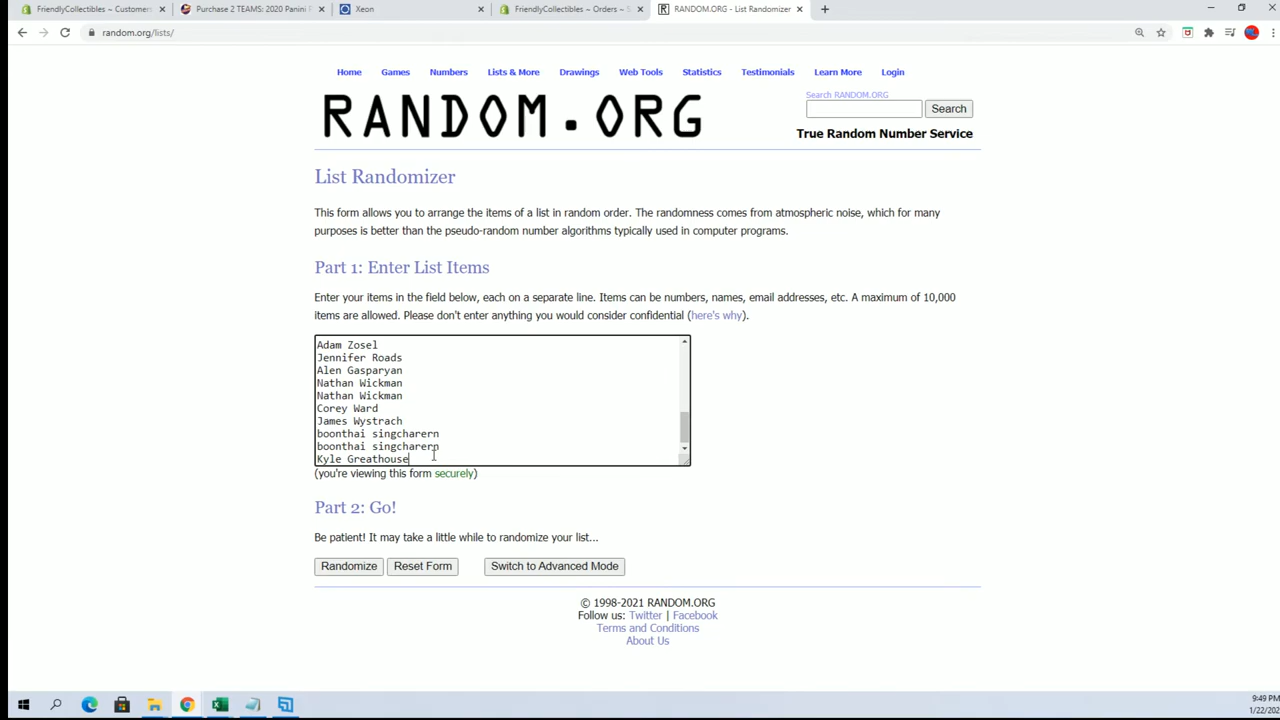 FriendlyCollectibles ~ Customers
Purchase 2 TEAMS: 2020 Panini
Xeon
FriendlyCollectibles ~ Orders ~
RANDOM.ORG - List Randomizer
random.org/lists/
Home Games Numbers Lists & More Drawings Web Tools Statistics Testimonials Learn More Login
Search RANDOM.ORG
RANDOM.ORG
Search
True Random Number Service
List Randomizer
This form allows you to arrange the items of a list in random order. The randomness comes from atmospheric noise, which for many
purposes is better than the pseudo-random number algorithms typically used in computer programs.
Part 1: Enter List Items
Enter your items in the field below, each on a separate line. Items can be numbers, names, email addresses, etc. A maximum of 10,000
items are allowed. Please don't enter anything you would consider confidential (here's why).
Adam Zosel
Jennifer Roads
Alen Gasparyan
Nathan Wickman
Nathan Wickman
Corey Ward
James Wystrach
boonthai singcharern
boonthai singcharern
Kyle Greathouse
(you're viewing this form securely)
Part 2: Go!
Be patient! It may take a little while to randomize your list...
Randomize Reset Form Switch to Advanced Mode
© 1998-2021 RANDOM.ORG
Follow us: Twitter | Facebook
Terms and Conditions
About Us
9:49 PM
1/22/202